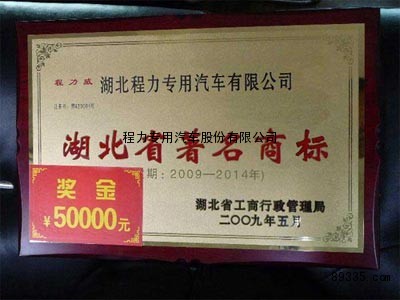 程力威 湖北程力专用汽车有限公司
程力专用汽车股份有限公司
湖北省著名商标
期：2009—2014年)
奖金
¥50000元
湖北省工商行政管理局
二〇〇九年五月